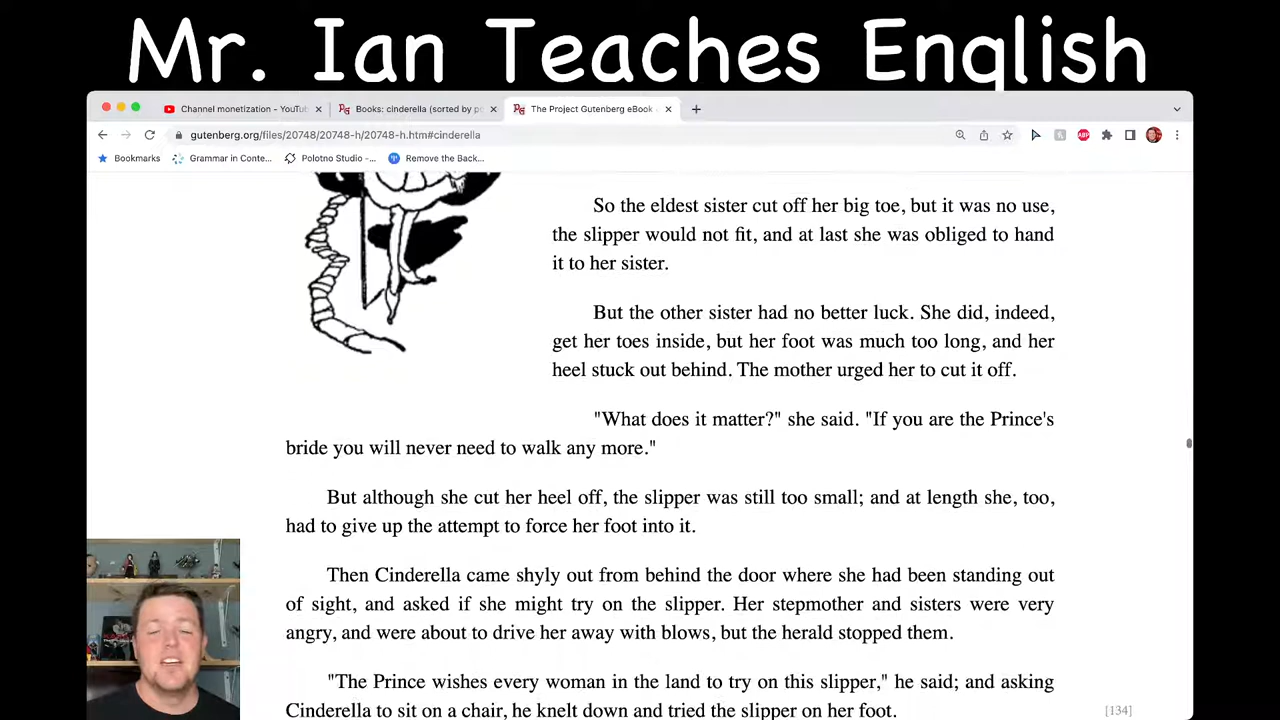 Mr. Ian Teaches English
Channel monetization - YouTu
Books: cinderella (sorted by po
The Project Gutenberg eBook
gutenberg.org/files/20748/20748-h/20748-h.htm#cinderella
Bookmarks
Grammar in Conte...
Polotno Studio -...
Remove the Back...
So the eldest sister cut off her big toe, but it was no use,
the slipper would not fit, and at last she was obliged to hand
it to her sister.
But the other sister had no better luck. She did, indeed,
get her toes inside, but her foot was much too long, and her
heel stuck out behind. The mother urged her to cut it off.
"What does it matter?" she said. "If you are the Prince's
bride you will never need to walk any more."
But although she cut her heel off, the slipper was still too small; and at length she, too,
had to give up the attempt to force her foot into it.
Then Cinderella came shyly out from behind the door where she had been standing out
of sight, and asked if she might try on the slipper. Her stepmother and sisters were very
angry, and were about to drive her away with blows, but the herald stopped them.
"The Prince wishes every woman in the land to try on this slipper," he said; and asking
Cinderella to sit on a chair, he knelt down and tried the slipper on her foot.
[134]